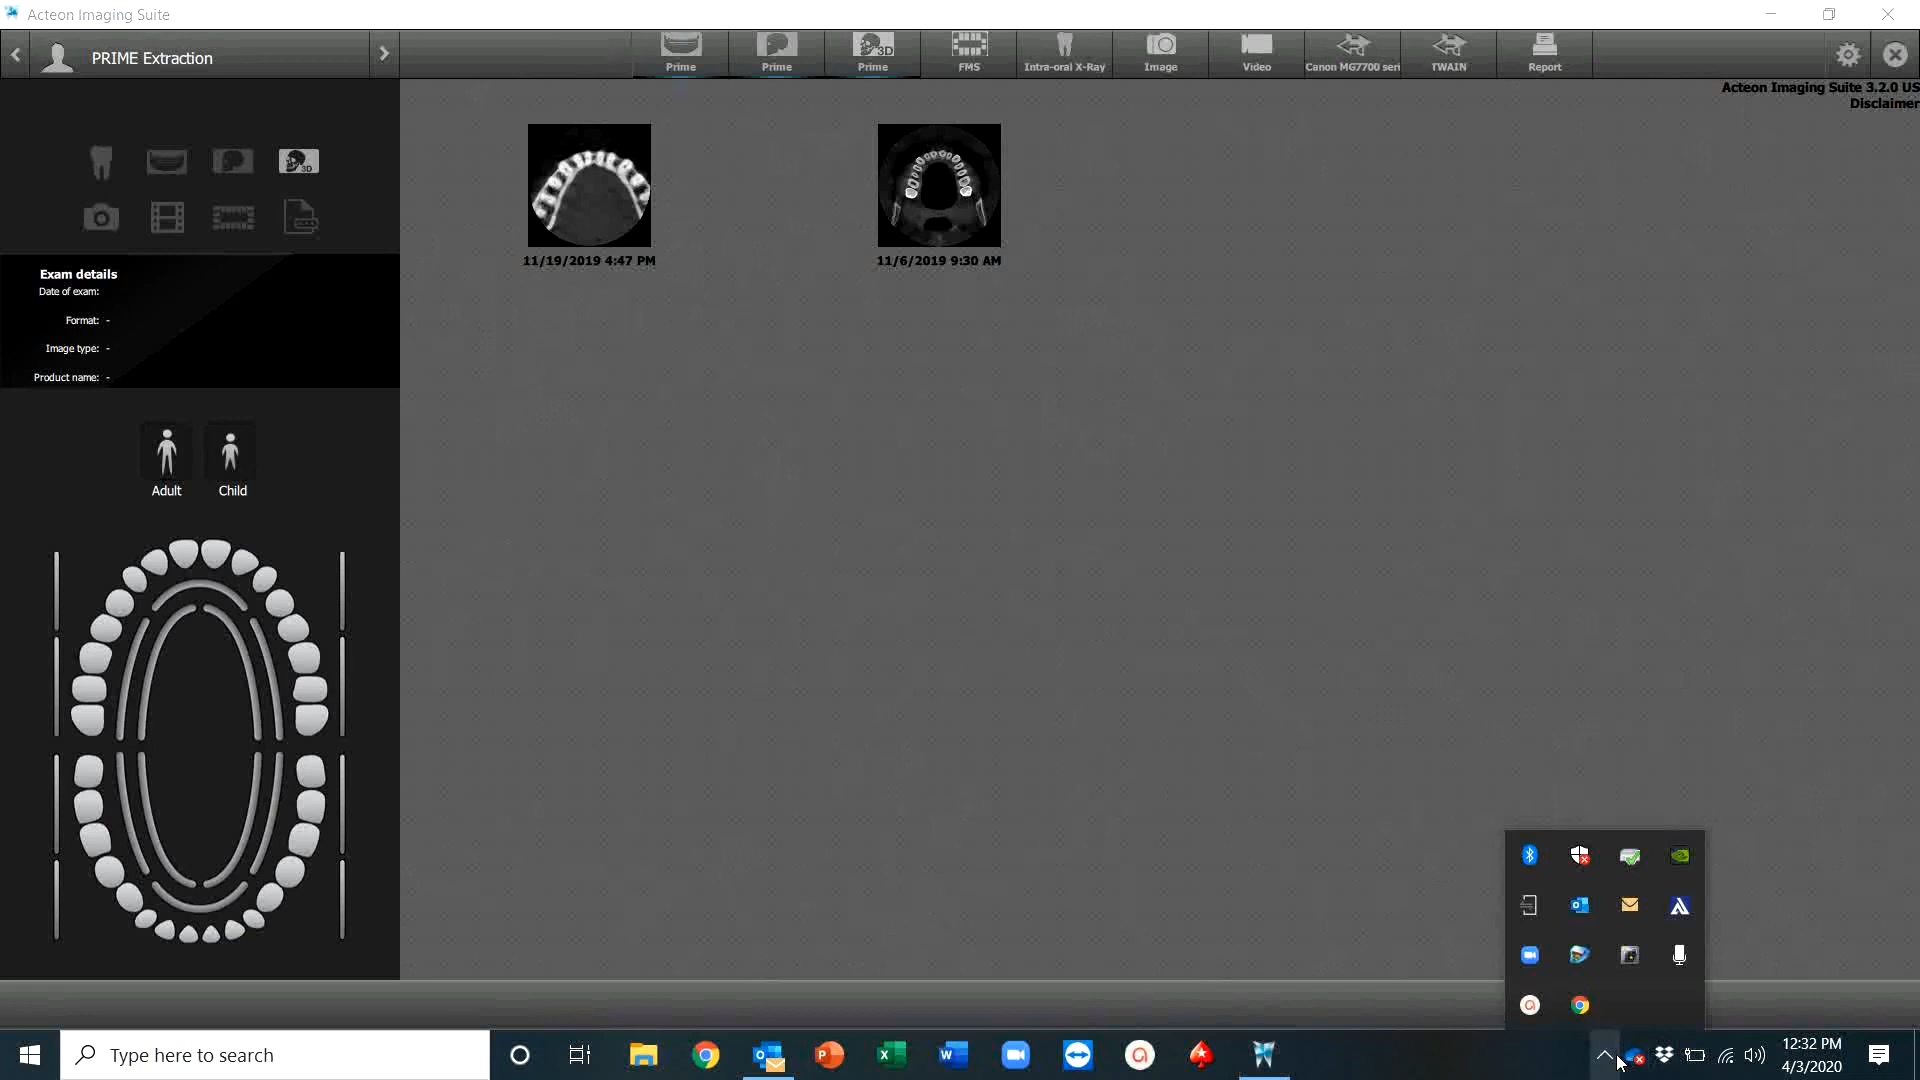 Acteon Imaging Suite
PRIME Extraction
Prime
Prime
3D
Prime
FMS
Intra-oral X-Ray
Image
Video
Canon MG7700 seri
TWAIN
Report
Acteon Imaging Suite 3.2.0 US
Disclaimer
3D
11/19/2019 4:47 PM
11/6/2019 9:30 AM
Exam details
Date of exam:
Format: -
Image type: -
Product name: -
Adult
Child
Type here to search
12:32 PM
4/3/2020